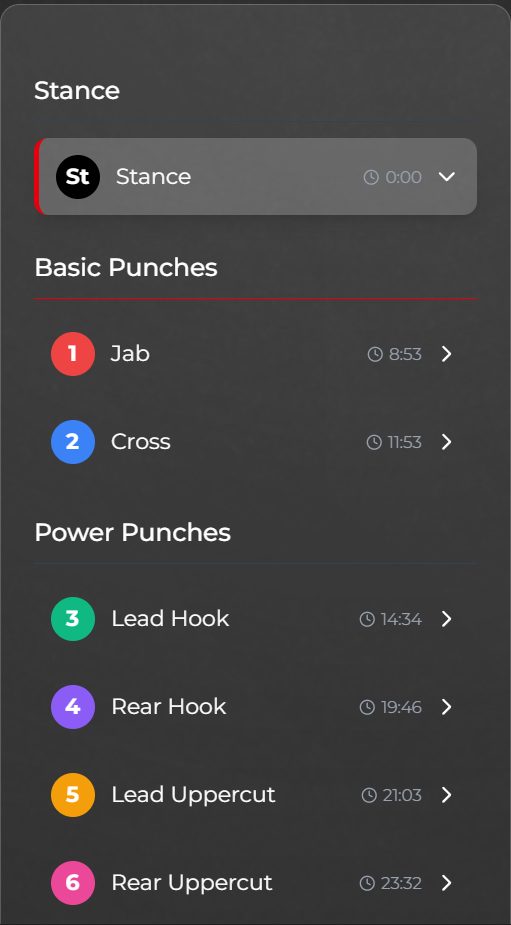 Stance
St Stance 0:00
Basic Punches
1 Jab 8:53
2 Cross 11:53
Power Punches
3 Lead Hook 14:34
4 Rear Hook 19:46
5 Lead Uppercut 21:03
6 Rear Uppercut 23:32